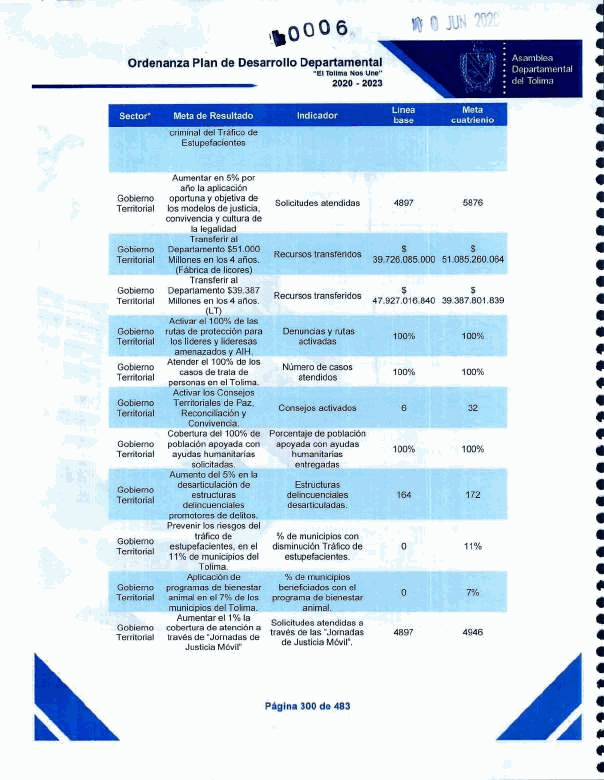 0006
JUN 2020
Ordenanza Plan de Desarrollo Departamental
"El Tolima Nos Une"
2020 - 2023
Asamblea
Departamental
del Tolima
Sector*
Meta de Resultado
Indicador
Línea
base
Meta
cuatrienio
criminal del Tráfico de
Estupefacientes
Gobierno
Territorial
Aumentar en 5% por
año la aplicación
oportuna y objetiva de
los modelos de justicia,
convivencia y cultura de
la legalidad
Solicitudes atendidas
4897
5876
Gobierno
Territorial
Transferir al
Departamento $51.000
Millones en los 4 años.
(Fábrica de licores)
Recursos transferidos
$
39.726.085.000
$
51.085.260.064
Gobierno
Territorial
Transferir al
Departamento $39.387
Millones en los 4 años.
(LT)
Recursos transferidos
$
47.927.016.840
$
39.387.801.839
Gobierno
Territorial
Activar el 100% de las
rutas de protección para
los líderes y lideresas
amenazados y AIH.
Denuncias y rutas
activadas
100%
100%
Gobierno
Territorial
Atender el 100% de los
casos de trata de
personas en el Tolima.
Número de casos
atendidos
100%
100%
Gobierno
Territorial
Activar los Consejos
Territoriales de Paz,
Reconciliación y
Convivencia.
Consejos activados
6
32
Gobierno
Territorial
Cobertura del 100% de
población apoyada con
ayudas humanitarias
solicitadas.
Porcentaje de población
apoyada con ayudas
humanitarias
entregadas
100%
100%
Gobierno
Territorial
Aumento del 5% en la
desarticulación de
estructuras
delincuenciales
promotores de delitos.
Estructuras
delincuenciales
desarticuladas.
164
172
Gobierno
Territorial
Prevenir los riesgos del
tráfico de
estupefacientes, en el
11% de municipios del
Tolima.
% de municipios con
disminución Tráfico de
estupefacientes.
0
11%
Gobierno
Territorial
Aplicación de
programas de bienestar
animal en el 7% de los
municipios del Tolima.
% de municipios
beneficiados con el
programa de bienestar
animal.
0
7%
Gobierno
Territorial
Aumentar el 1% la
cobertura de atención a
través de "Jornadas de
Justicia Móvil"
Solicitudes atendidas a
través de las "Jornadas
de Justicia Móvil".
4897
4946
Página 300 de 483